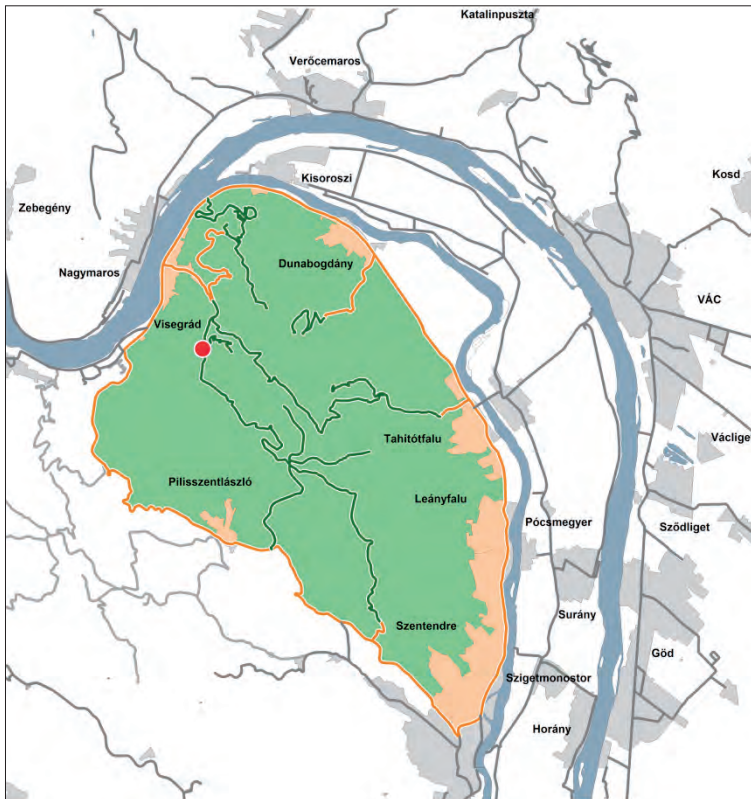 Katalinpuszta
Verőcemaros
Kosd
Kisoroszi
Zebegény
Dunabogdány
Nagymaros
VÁC
Visegrád
Tahítótfalu
Václige
Pilisszentlászló
Leányfalu
Pócsmegyer
Sződliget
Surány
Szentendre
Göd
Szigetmonostor
Horány